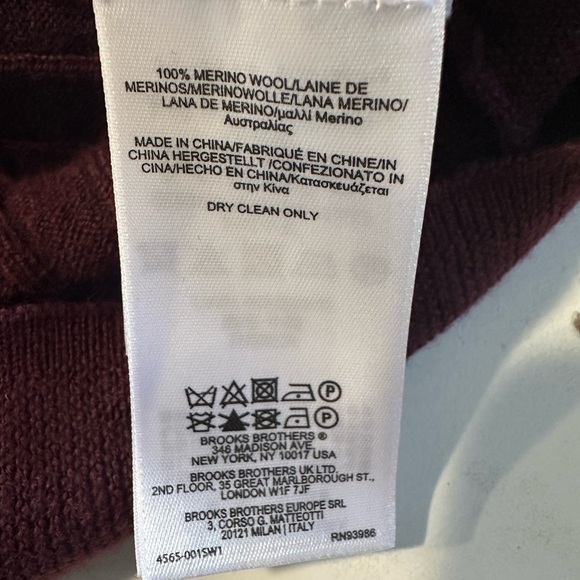 100% MERINO WOOL/LAINE DE
MERINOS/MERINOWOLLE/LANA MERINO/
LANA DE MERINO/μαλλί Merino
Αυστραλίας
MADE IN CHINA/FABRIQUÉ EN CHINE/IN
CHINA HERGESTELLT /CONFEZIONATO IN
CINA/HECHO EN CHINA/Κατασκευάζεται
στην Κίνα
DRY CLEAN ONLY
P
P
BROOKS BROTHERS ®
346 MADISON AVE.
NEW YORK, NY 10017 USA
BROOKS BROTHERS UK LTD.
2ND FLOOR, 35 GREAT MARLBOROUGH ST.,
LONDON W1F 7JF
BROOKS BROTHERS EUROPE SRL
3, CORSO G. MATTEOTTI
20121 MILAN | ITALY
4565-001SW1 RN93986